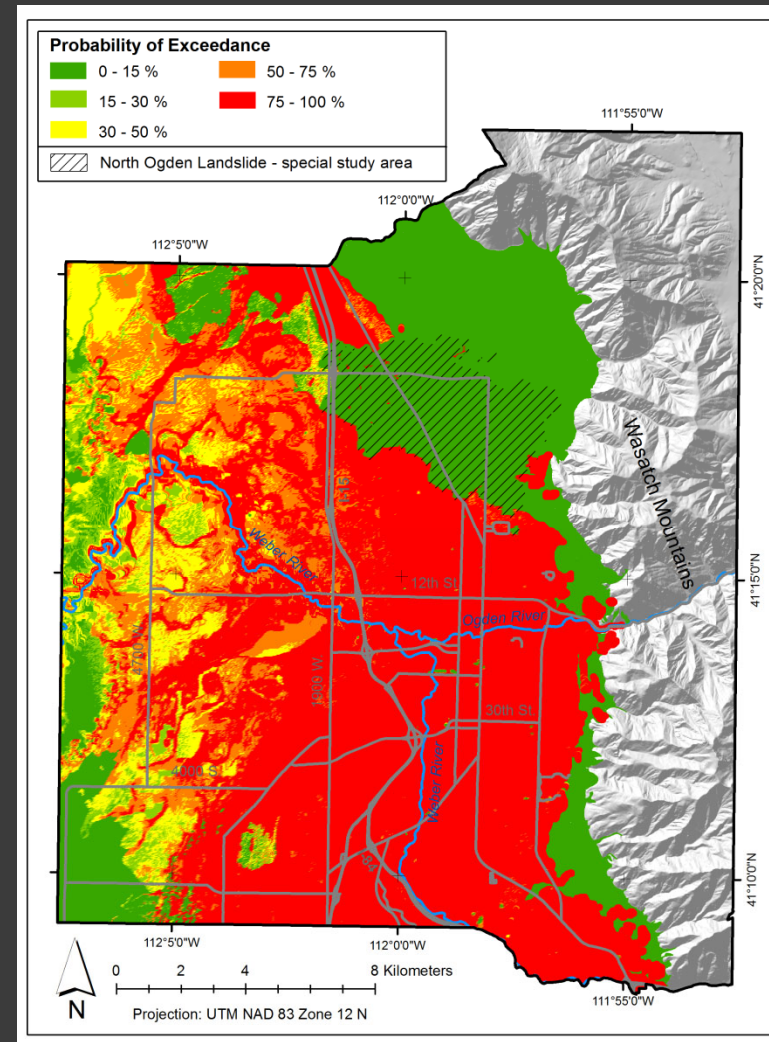 Probability of Exceedance
0 - 15 %
15 - 30 %
30 - 50 %
50 - 75 %
75 - 100 %
North Ogden Landslide - special study area
111°55'0"W
112°0'0"W
112°5'0"W
41°20'0"N
Wasatch Mountains
I-15
Weber River
12th St.
41°15'0"N
Ogden River
4700 W.
1900 W.
30th St.
4000 S.
Weber River
I-84
41°10'0"N
112°5'0"W
112°0'0"W
111°55'0"W
0 2 4 8 Kilometers
N
Projection: UTM NAD 83 Zone 12 N